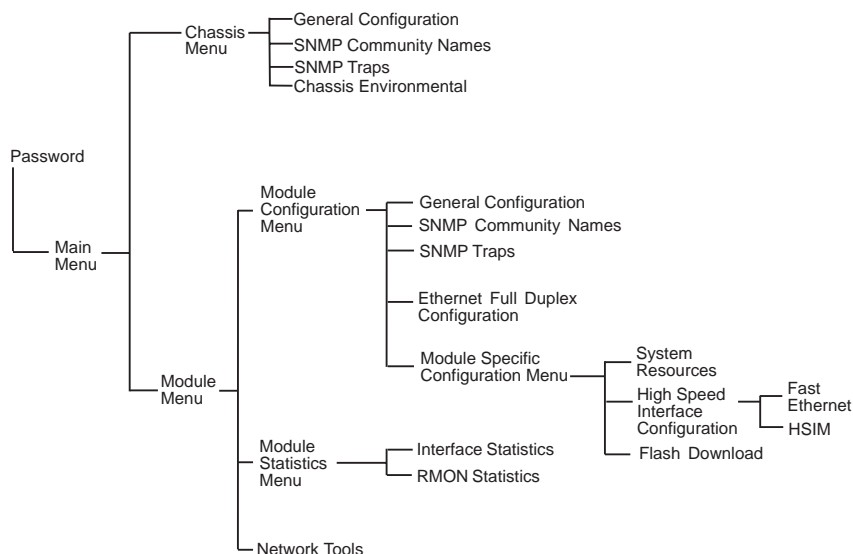 Password
Main
Menu
Chassis
Menu
General Configuration
SNMP Community Names
SNMP Traps
Chassis Environmental
Module
Menu
Module
Configuration
Menu
General Configuration
SNMP Community Names
SNMP Traps
Ethernet Full Duplex
Configuration
Module Specific
Configuration Menu
System
Resources
High Speed
Interface
Configuration
Fast
Ethernet
HSIM
Flash Download
Module
Statistics
Menu
Interface Statistics
RMON Statistics
Network Tools